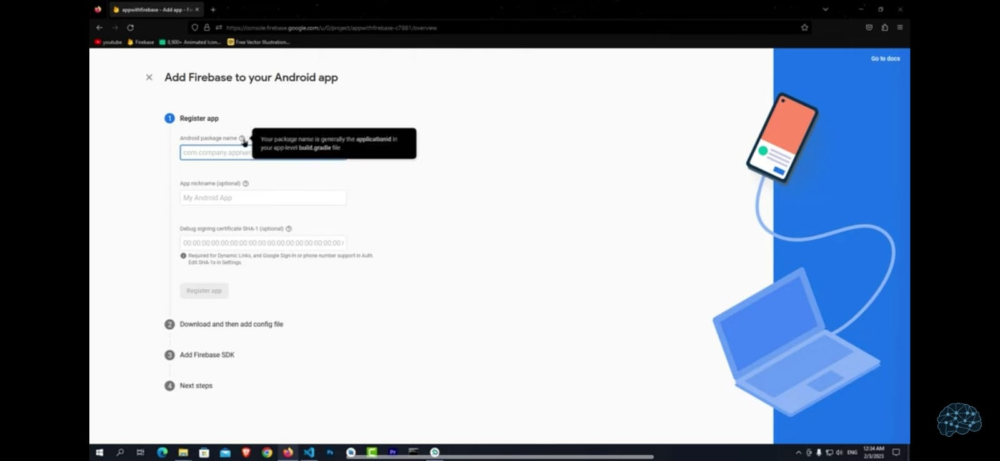 appwithfirebase - Add app - Fi
https://console.firebase.google.com/u/0/project/appwithfirebase-c7881/overview
youtube Firebase 8,900+ Animated Icon... Free Vector Illustration...
Go to docs
Add Firebase to your Android app
1 Register app
Android package name
Your package name is generally the applicationId in
your app-level build.gradle file
com.company.appna
App nickname (optional)
My Android App
Debug signing certificate SHA-1 (optional)
00:00:00:00:00:00:00:00:00:00:00:00:00:00:00:00:00:
Required for Dynamic Links, and Google Sign-In or phone number support in Auth.
Edit SHA-1s in Settings.
Register app
2 Download and then add config file
3 Add Firebase SDK
4 Next steps
Ps Pr ENG 12:34 AM
2/3/2023